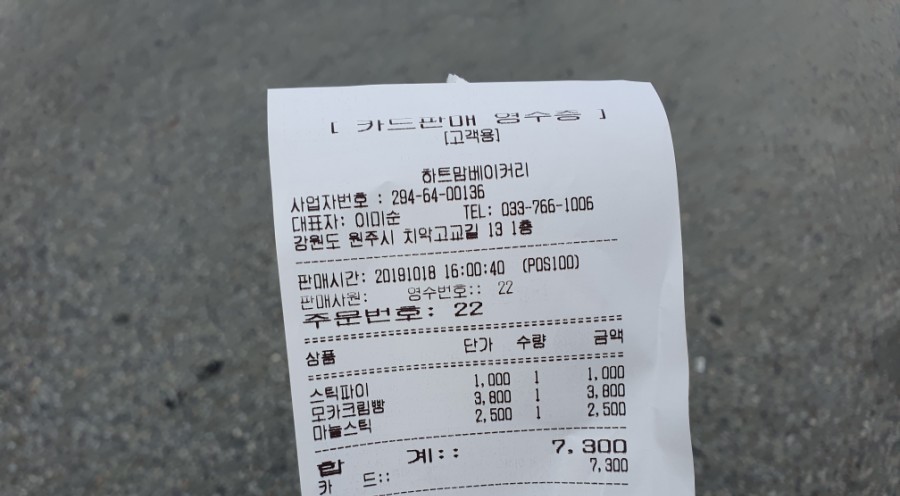 [ 카드판매 영수증 ]
[고객용]
하트맘베이커리
사업자번호 : 294-64-00136
대표자: 이미순 TEL: 033-766-1006
강원도 원주시 치악고교길 13 1층
판매시간: 20191018 16:00:40 (POS100)
판매사원: 영수번호:: 22
주문번호: 22
상품 단가 수량 금액
스틱파이 1,000 1 1,000
모카크림빵 3,800 1 3,800
마늘스틱 2,500 1 2,500
합 계:: 7,300
카 드:: 7,300